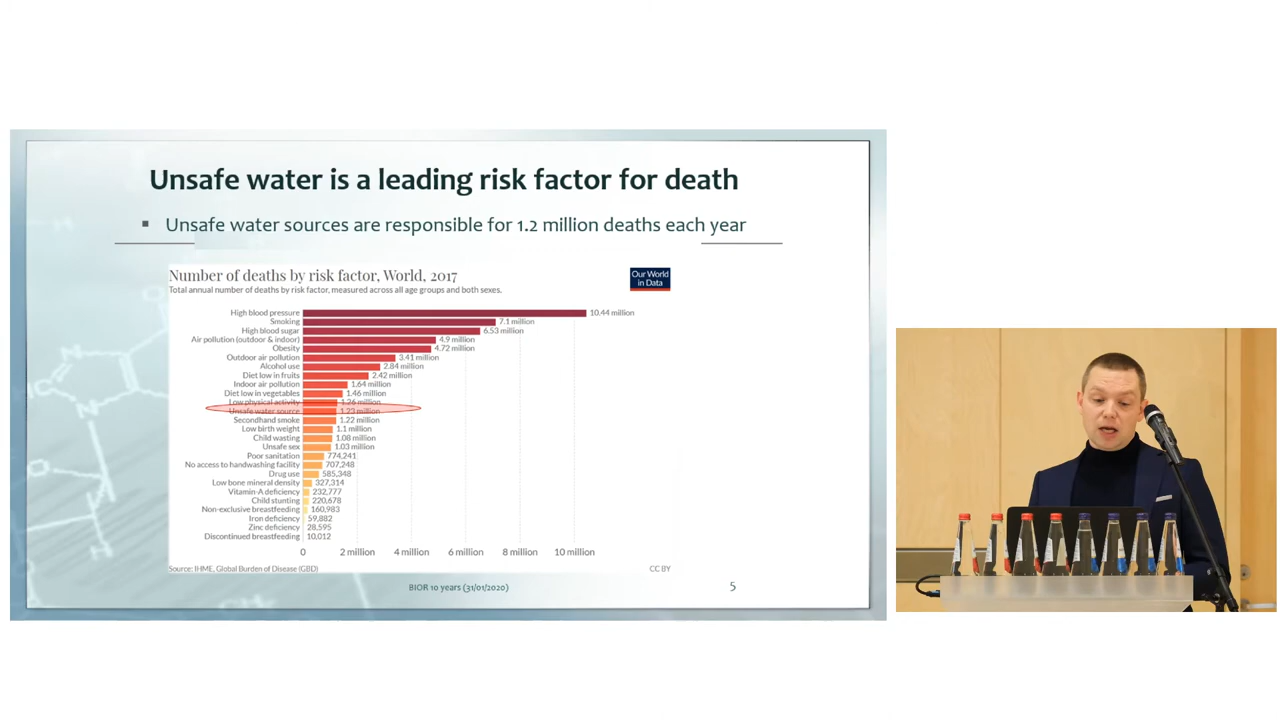 Unsafe water is a leading risk factor for death
▪ Unsafe water sources are responsible for 1.2 million deaths each year
Number of deaths by risk factor, World, 2017
Total annual number of deaths by risk factor, measured across all age groups and both sexes.
Our World
in Data
High blood pressure 10.44 million
Smoking 7.1 million
High blood sugar 6.53 million
Air pollution (outdoor & indoor) 4.9 million
Obesity 4.72 million
Outdoor air pollution 3.41 million
Alcohol use 2.84 million
Diet low in fruits 2.42 million
Indoor air pollution 1.64 million
Diet low in vegetables 1.46 million
Low physical activity 1.26 million
Unsafe water source 1.23 million
Secondhand smoke 1.22 million
Low birth weight 1.1 million
Child wasting 1.08 million
Unsafe sex 1.03 million
Poor sanitation 774,241
No access to handwashing facility 707,248
Drug use 585,348
Low bone mineral density 327,314
Vitamin-A deficiency 232,777
Child stunting 220,678
Non-exclusive breastfeeding 160,983
Iron deficiency 59,882
Zinc deficiency 28,595
Discontinued breastfeeding 10,012
0 2 million 4 million 6 million 8 million 10 million
Source: IHME, Global Burden of Disease (GBD) CC BY
BIOR 10 years (31/01/2020) 5